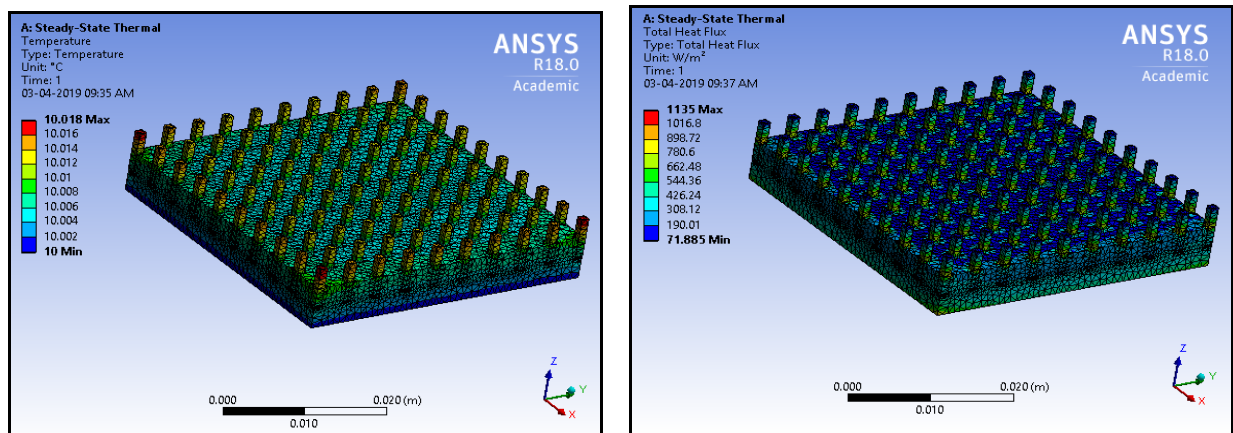 A: Steady-State Thermal
Temperature
Type: Temperature
Unit: °C
Time: 1
03-04-2019 09:35 AM
ANSYS
R18.0
Academic
10.018 Max
10.016
10.014
10.012
10.01
10.008
10.006
10.004
10.002
10 Min
0.000
0.020 (m)
0.010
Z
Y
X
A: Steady-State Thermal
Total Heat Flux
Type: Total Heat Flux
Unit: W/m²
Time: 1
03-04-2019 09:37 AM
ANSYS
R18.0
Academic
1135 Max
1016.8
898.72
780.6
662.48
544.36
426.24
308.12
190.01
71.885 Min
0.000
0.020 (m)
0.010
Z
Y
X